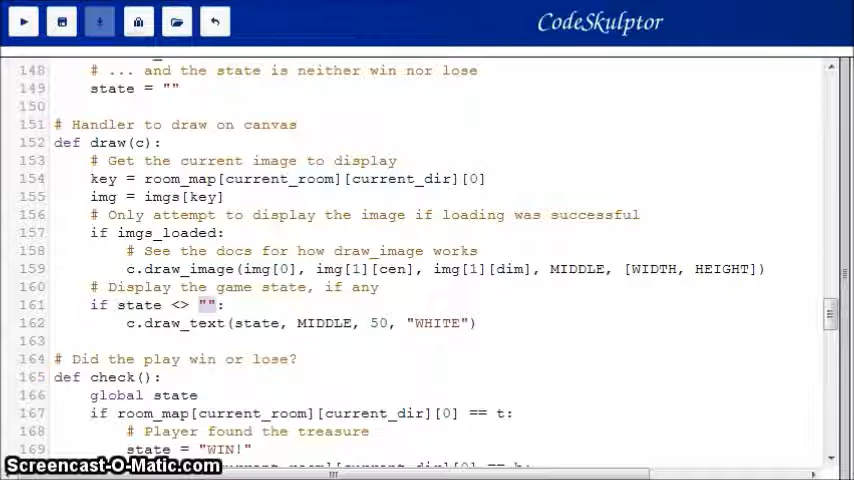 CodeSkulptor
148 # ... and the state is neither win nor lose
149 state = ""
150
151 # Handler to draw on canvas
152 def draw(c):
153 # Get the current image to display
154 key = room_map[current_room][current_dir][0]
155 img = imgs[key]
156 # Only attempt to display the image if loading was successful
157 if imgs_loaded:
158 # See the docs for how draw_image works
159 c.draw_image(img[0], img[1][cen], img[1][dim], MIDDLE, [WIDTH, HEIGHT])
160 # Display the game state, if any
161 if state <> "":
162 c.draw_text(state, MIDDLE, 50, "WHITE")
163
164 # Did the play win or lose?
165 def check():
166 global state
167 if room_map[current_room][current_dir][0] == t:
168 # Player found the treasure
169 state = "WIN!"
Screencast-O-Matic.com